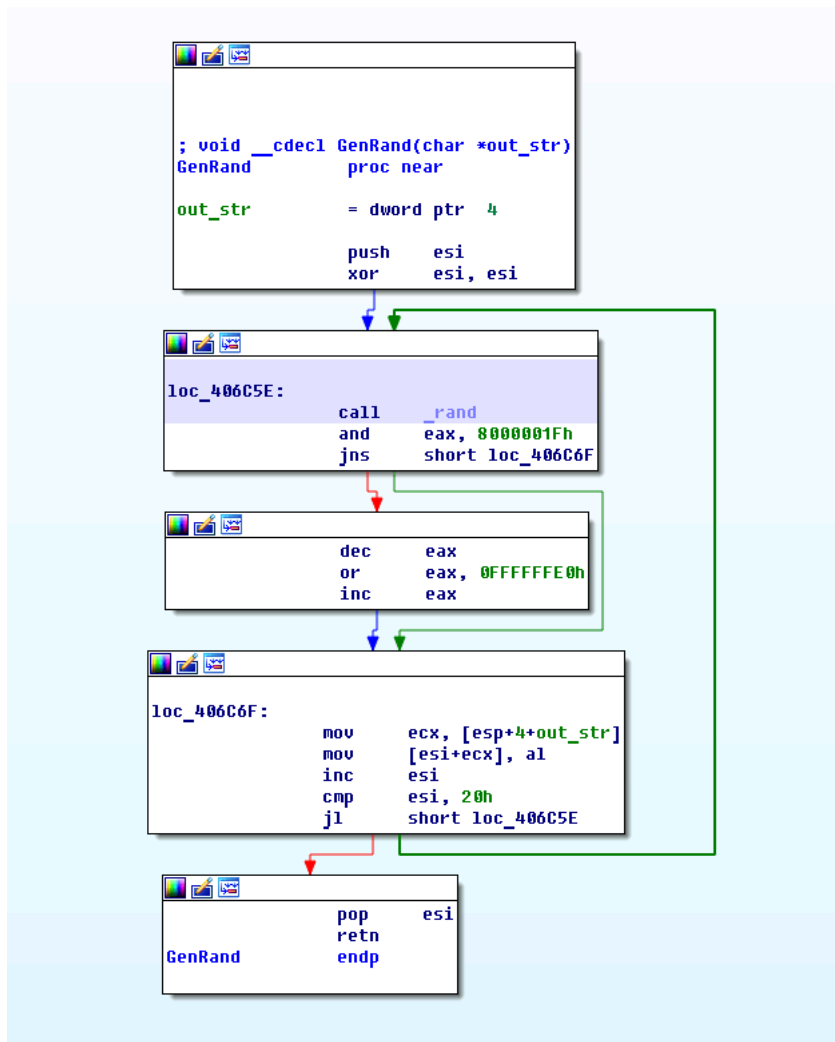 ; void __cdecl GenRand(char *out_str)
GenRand proc near
out_str = dword ptr 4
push esi
xor esi, esi
loc_406C5E:
call _rand
and eax, 8000001Fh
jns short loc_406C6F
dec eax
or eax, 0FFFFFFE0h
inc eax
loc_406C6F:
mov ecx, [esp+4+out_str]
mov [esi+ecx], al
inc esi
cmp esi, 20h
jl short loc_406C5E
pop esi
retn
GenRand endp